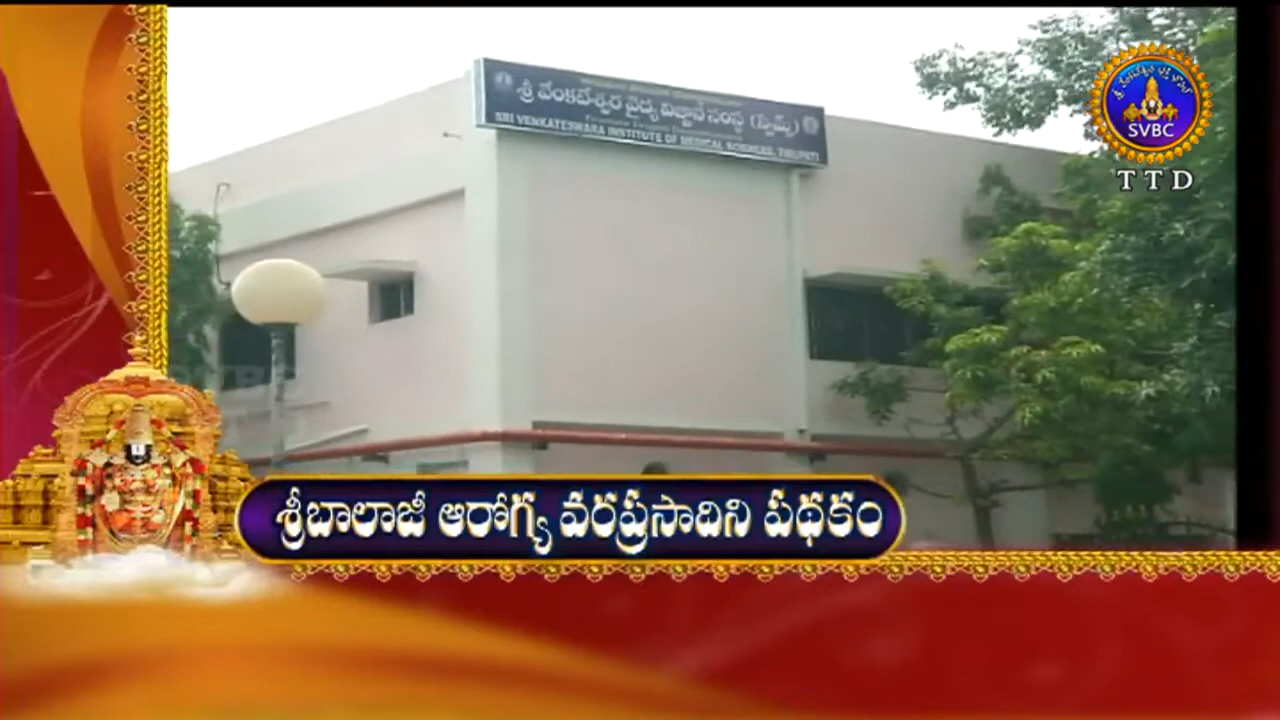 శ్రీ వేంకటేశ్వర వైద్య విజ్ఞాన సంస్థ (స్విమ్స్)
SRI VENKATESWARA INSTITUTE OF MEDICAL SCIENCES, TIRUPATI
SVBC
TTD
శ్రీబాలాజీ ఆరోగ్య వరప్రసాదిని పథకం